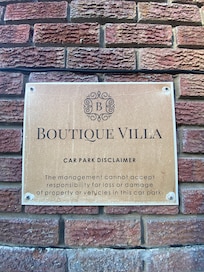 B
BOUTIQUE VILLA
CAR PARK DISCLAIMER
The management cannot accept
responsibility for loss or damage
of property or vehicles in this car park